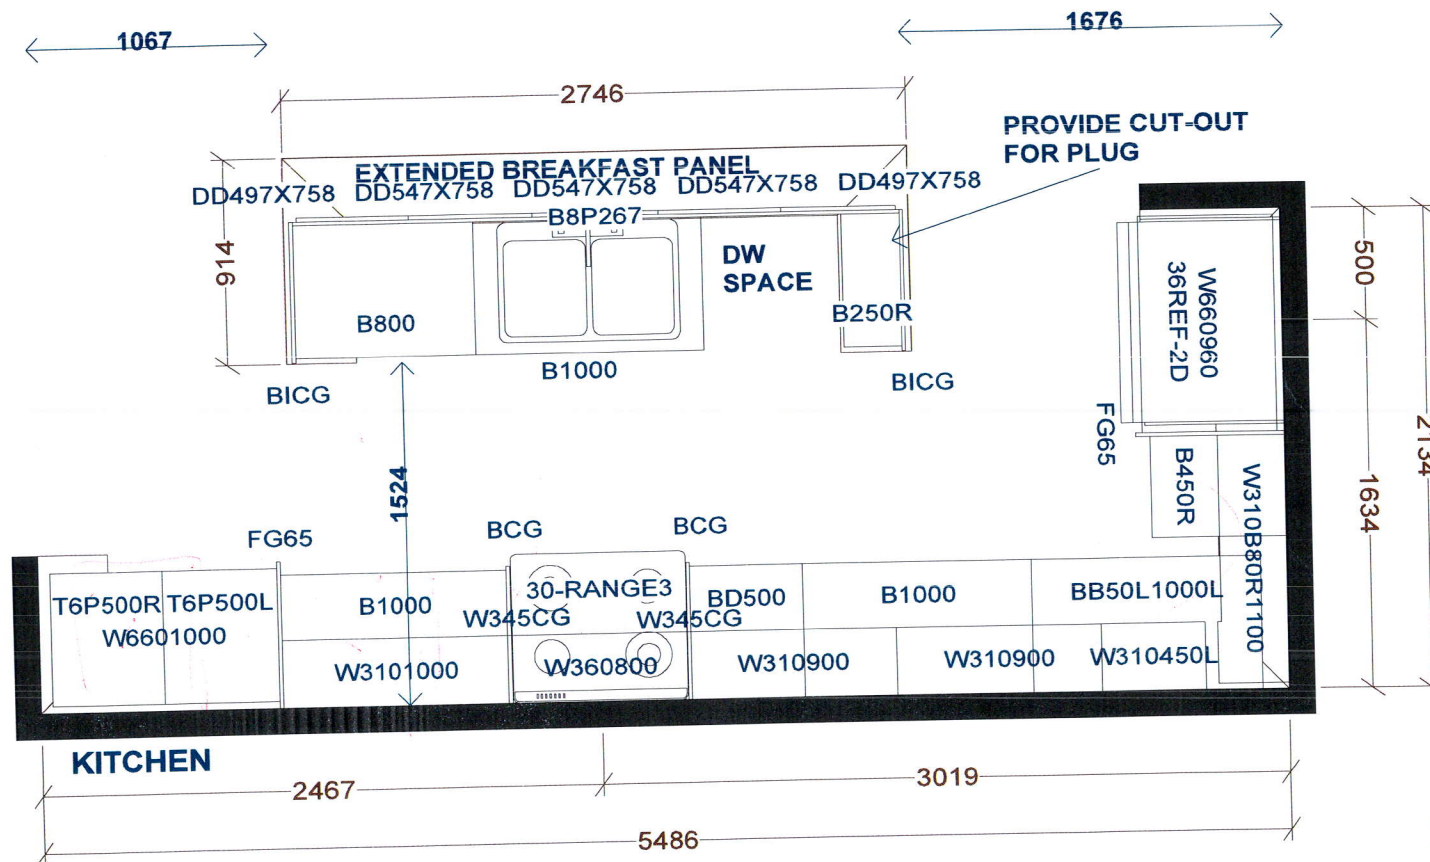 1067
1676
2746
PROVIDE CUT-OUT
FOR PLUG
EXTENDED BREAKFAST PANEL
DD497X758
DD547X758
DD547X758
DD547X758
DD497X758
B8P267
914
DW
SPACE
B800
B250R
B1000
BICG
BICG
W660960
36REF-2D
500
FG65
B450R
W310B80R1100
2134
1634
1524
FG65
BCG
BCG
T6P500R
T6P500L
W6601000
B1000
30-RANGE3
W345CG
W345CG
BD500
B1000
BB50L1000L
W3101000
W360800
W310900
W310900
W310450L
KITCHEN
2467
3019
5486